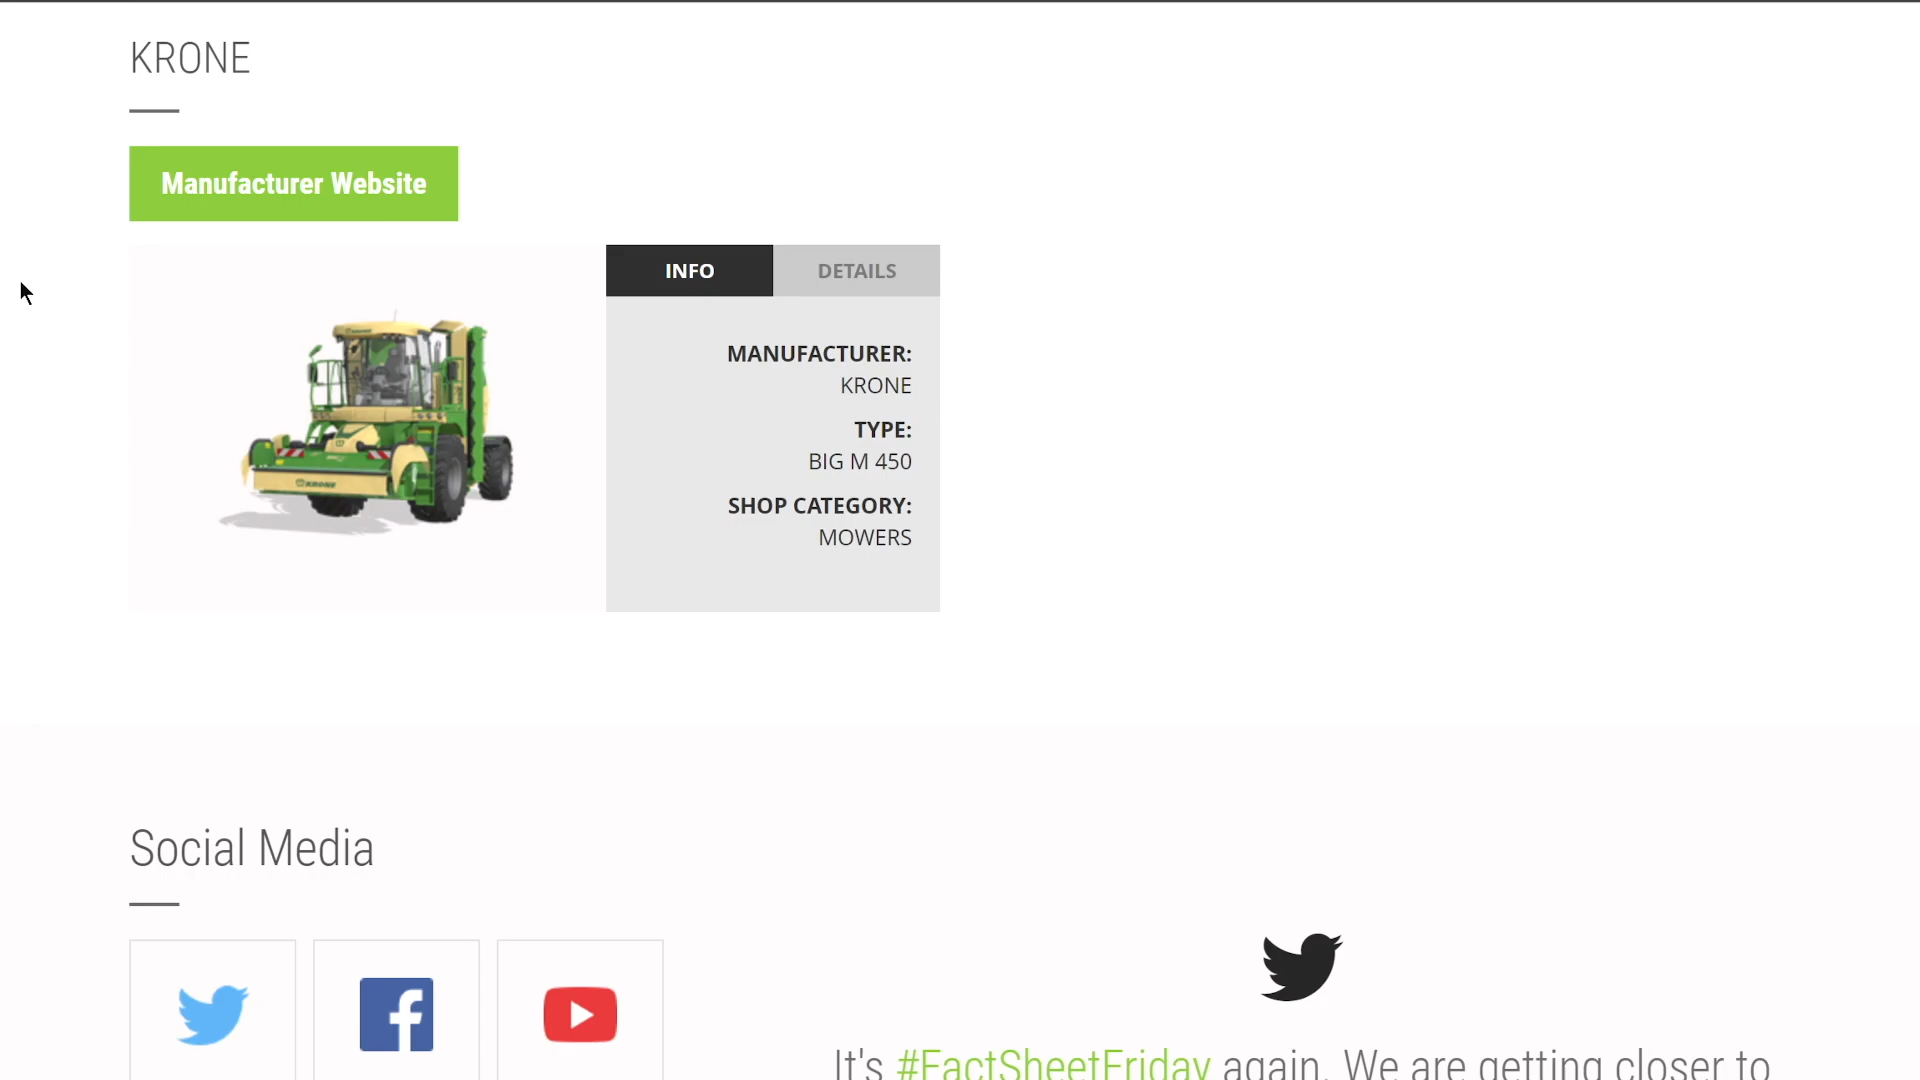 KRONE
Manufacturer Website
INFO
DETAILS
MANUFACTURER:
KRONE
TYPE:
BIG M 450
SHOP CATEGORY:
MOWERS
KRONE
Social Media
It's #FactSheetFriday again. We are getting closer to